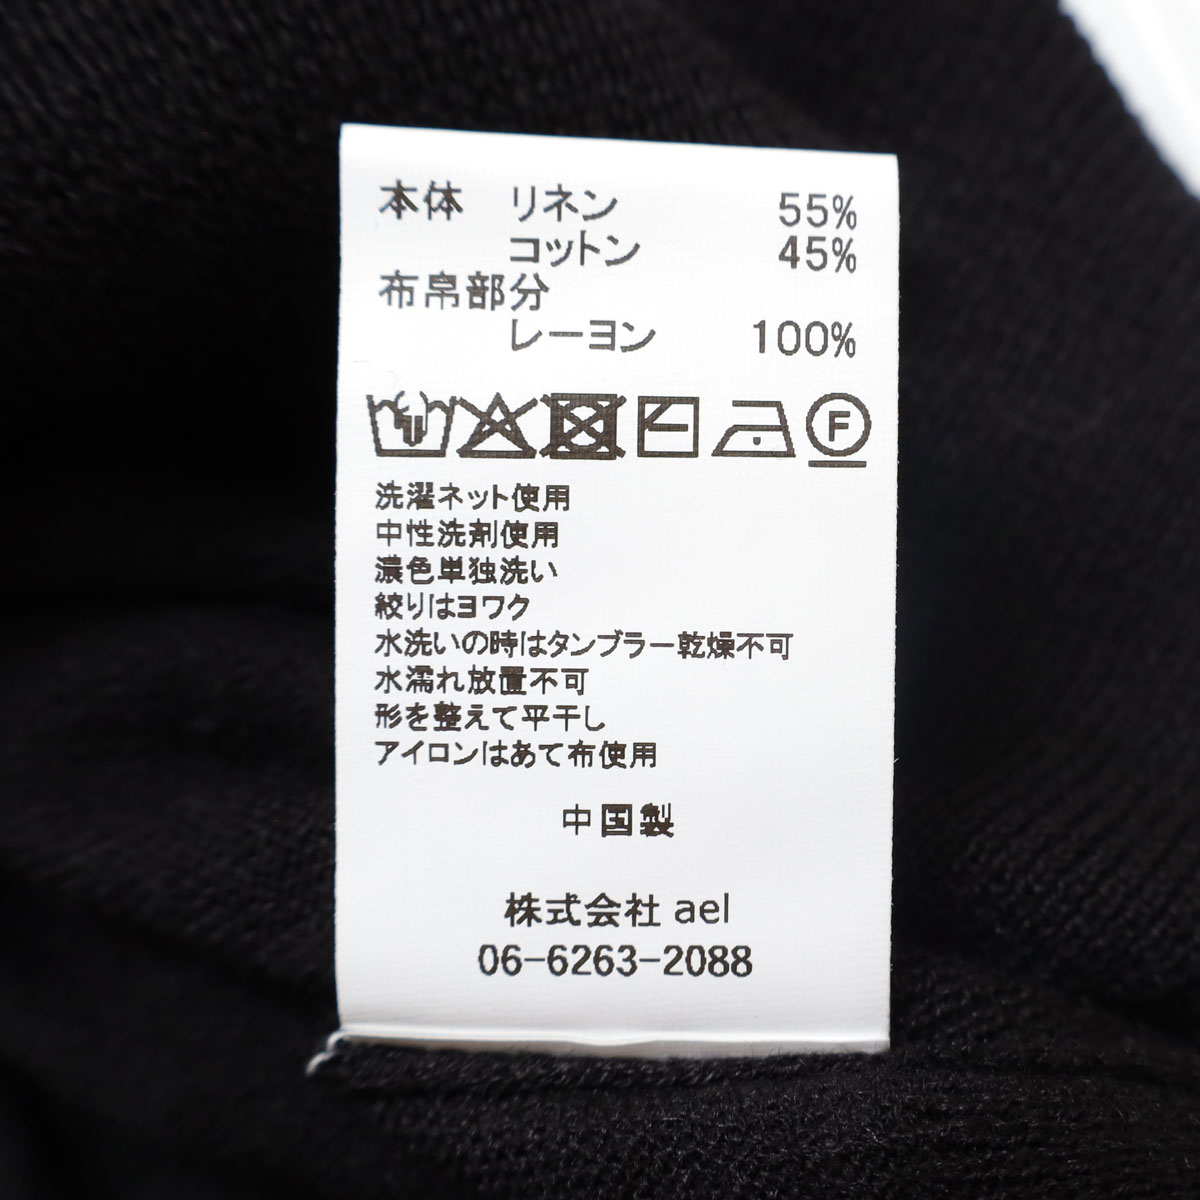 本体 リネン 55%
コットン 45%
布帛部分
レーヨン 100%
F
洗濯ネット使用
中性洗剤使用
濃色単独洗い
絞りはヨワク
水洗いの時はタンブラー乾燥不可
水濡れ放置不可
形を整えて平干し
アイロンはあて布使用
中国製
株式会社 ael
06-6263-2088